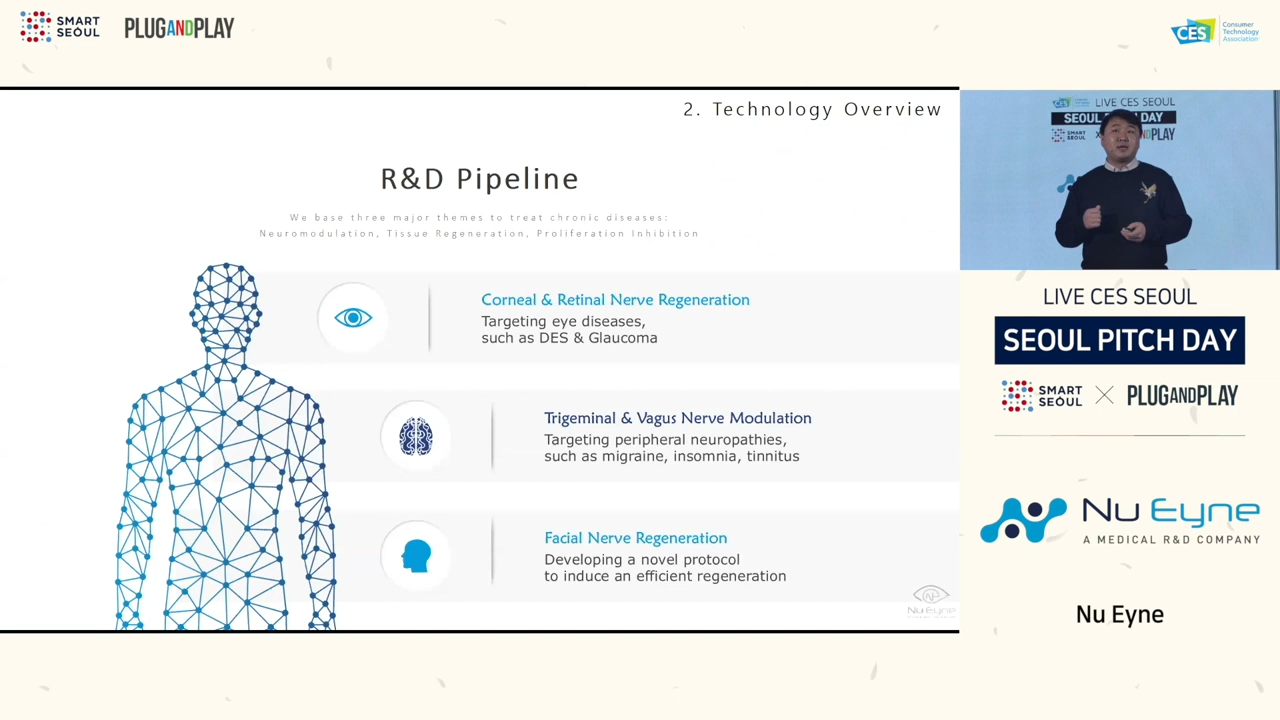 SMART
SEOUL
PLUGANDPLAY
CES
Consumer
Technology
Association
2. Technology Overview
R&D Pipeline
We base three major themes to treat chronic diseases:
Neuromodulation, Tissue Regeneration, Proliferation Inhibition
Corneal & Retinal Nerve Regeneration
Targeting eye diseases,
such as DES & Glaucoma
Trigeminal & Vagus Nerve Modulation
Targeting peripheral neuropathies,
such as migraine, insomnia, tinnitus
Facial Nerve Regeneration
Developing a novel protocol
to induce an efficient regeneration
Nu Eyne
LIVE CES SEOUL
SEOUL PITCH DAY
SMART
SEOUL
PLUGANDPLAY
Nu Eyne
A MEDICAL R&D COMPANY
Nu Eyne